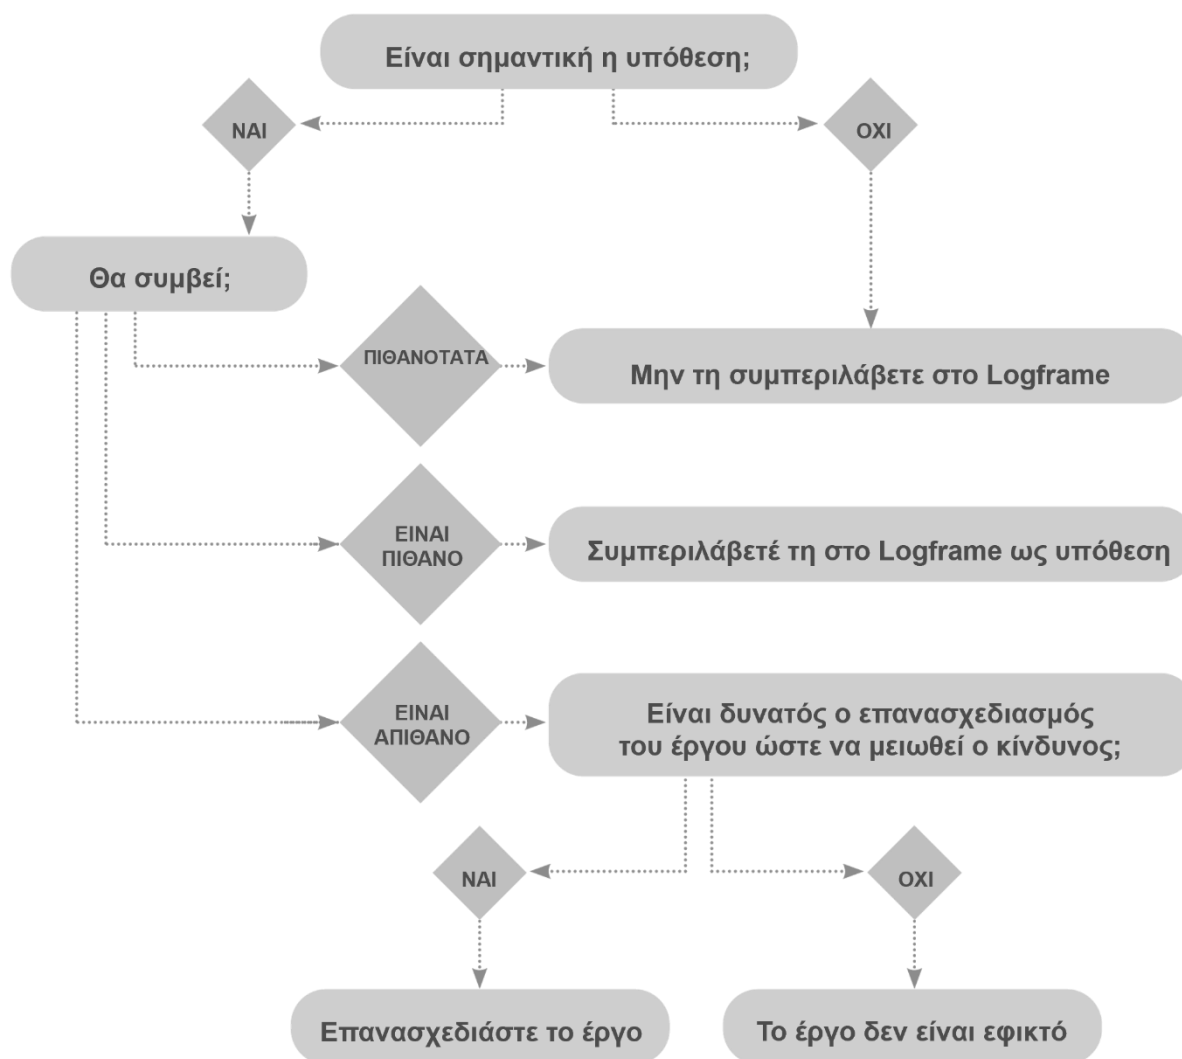 Είναι σημαντική η υπόθεση;
ΝΑΙ
ΟΧΙ
Θα συμβεί;
ΠΙΘΑΝΟΤΑΤΑ
Μην τη συμπεριλάβετε στο Logframe
ΕΙΝΑΙ
ΠΙΘΑΝΟ
Συμπεριλάβετέ τη στο Logframe ως υπόθεση
ΕΙΝΑΙ
ΑΠΙΘΑΝΟ
Είναι δυνατός ο επανασχεδιασμός
του έργου ώστε να μειωθεί ο κίνδυνος;
ΝΑΙ
ΟΧΙ
Επανασχεδιάστε το έργο
Το έργο δεν είναι εφικτό